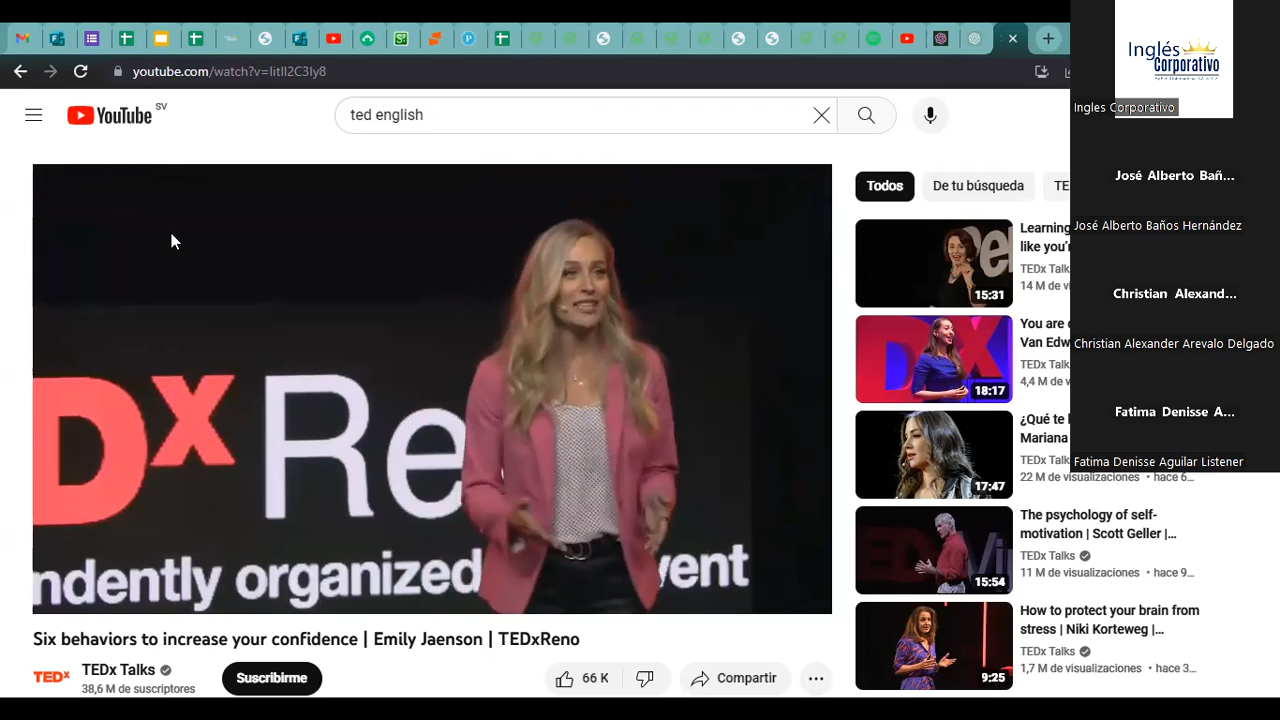 youtube.com/watch?v=IitlI2C3Iy8
YouTube SV
ted english
DxRe
ndently organized
vent
Six behaviors to increase your confidence | Emily Jaenson | TEDxReno
TEDx
TEDx Talks
38,6 M de suscriptores
Suscribirme
66 K
Compartir
Todos
De tu búsqueda
TE
15:31
Learning
like you'r
TEDx Talk
14 M de vi
DX
18:17
You are c
Van Edw
TEDx Talk
4,4 M de
17:47
¿Qué te h
Mariana
TEDx Talk
22 M de visualizaciones • hace 6...
15:54
The psychology of self-
motivation | Scott Geller |...
TEDx Talks
11 M de visualizaciones • hace 9...
9:25
How to protect your brain from
stress | Niki Korteweg |...
TEDx Talks
1,7 M de visualizaciones • hace 3...
Inglés
Corporativo
Ingles Corporativo
José Alberto Bañ...
José Alberto Baños Hernández
Christian Alexand...
Christian Alexander Arevalo Delgado
Fatima Denisse A...
Fatima Denisse Aguilar Listener